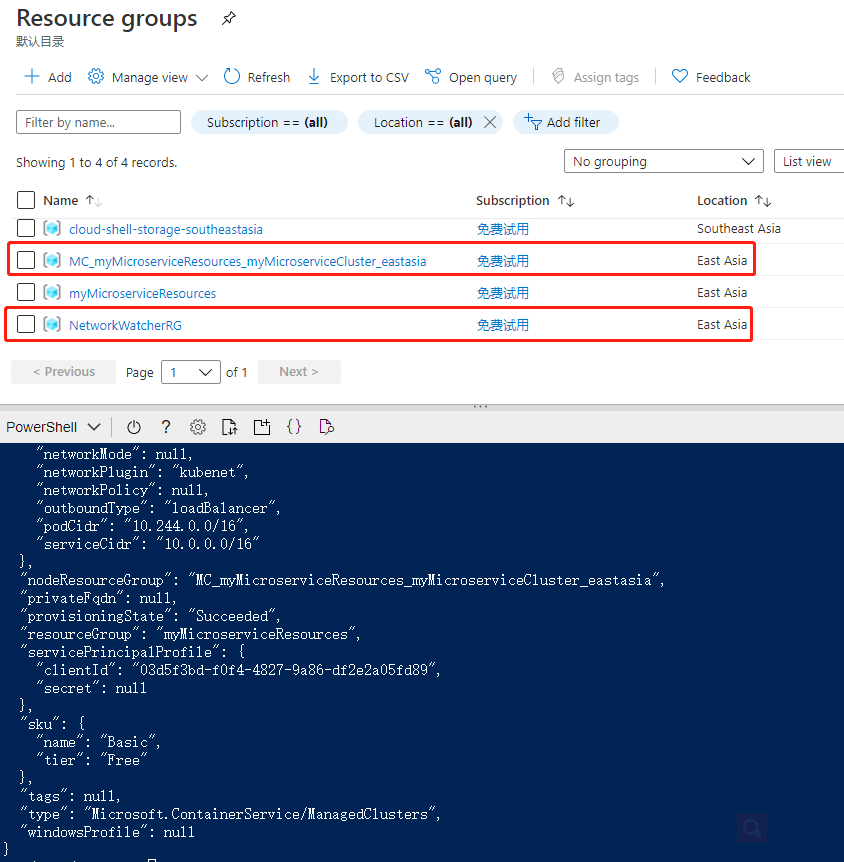 Resource groups
默认目录
Add
Manage view
Refresh
Export to CSV
Open query
Assign tags
Feedback
Filter by name...
Subscription == (all)
Location == (all)
Add filter
Showing 1 to 4 of 4 records.
No grouping
List view
Name
Subscription
Location
cloud-shell-storage-southeastasia 免费试用 Southeast Asia
MC_myMicroserviceResources_myMicroserviceCluster_eastasia 免费试用 East Asia
myMicroserviceResources 免费试用 East Asia
NetworkWatcherRG 免费试用 East Asia
< Previous Page 1 of 1 Next >
PowerShell
"networkMode": null,
"networkPlugin": "kubenet",
"networkPolicy": null,
"outboundType": "loadBalancer",
"podCidr": "10.244.0.0/16",
"serviceCidr": "10.0.0.0/16"
},
"nodeResourceGroup": "MC_myMicroserviceResources_myMicroserviceCluster_eastasia",
"privateFqdn": null,
"provisioningState": "Succeeded",
"resourceGroup": "myMicroserviceResources",
"servicePrincipalProfile": {
"clientId": "03d5f3bd-f0f4-4827-9a86-df2e2a05fd89",
"secret": null
},
"sku": {
"name": "Basic",
"tier": "Free"
},
"tags": null,
"type": "Microsoft.ContainerService/ManagedClusters",
"windowsProfile": null
}